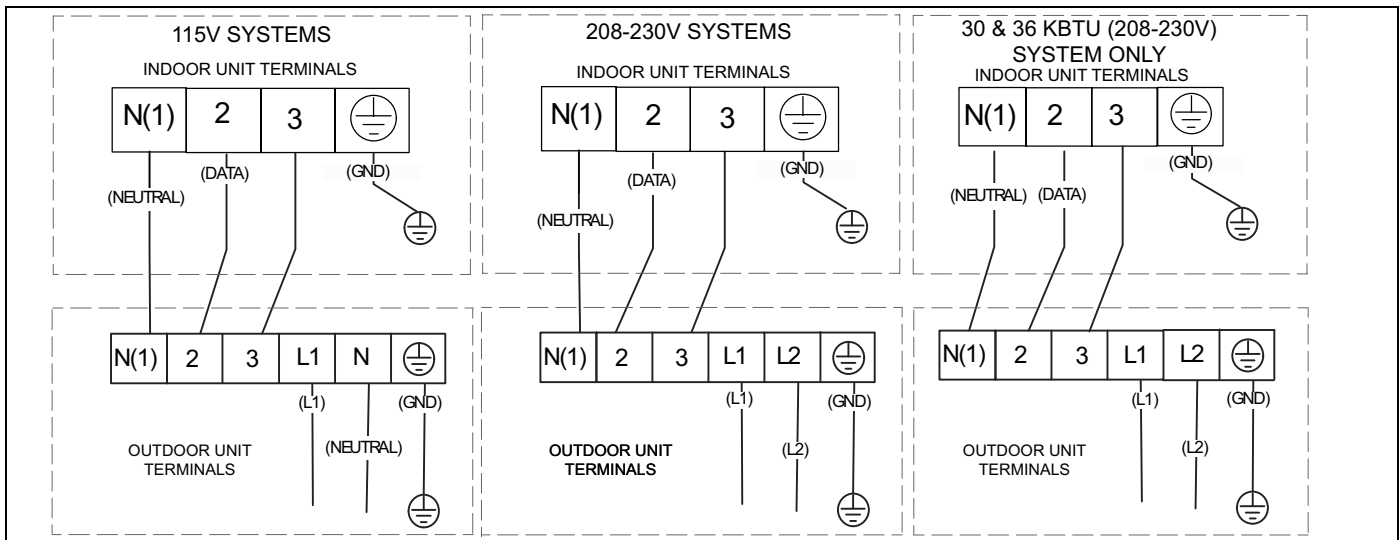 115V SYSTEMS
INDOOR UNIT TERMINALS
N(1) 2 3
(NEUTRAL) (DATA) (GND)
N(1) 2 3 L1 N
(L1) (NEUTRAL) (GND)
OUTDOOR UNIT
TERMINALS
208-230V SYSTEMS
INDOOR UNIT TERMINALS
N(1) 2 3
(NEUTRAL) (DATA) (GND)
N(1) 2 3 L1 L2
(L1) (L2) (GND)
OUTDOOR UNIT
TERMINALS
30 & 36 KBTU (208-230V)
SYSTEM ONLY
INDOOR UNIT TERMINALS
N(1) 2 3
(NEUTRAL) (DATA) (GND)
N(1) 2 3 L1 L2
(L1) (L2) (GND)
OUTDOOR UNIT
TERMINALS